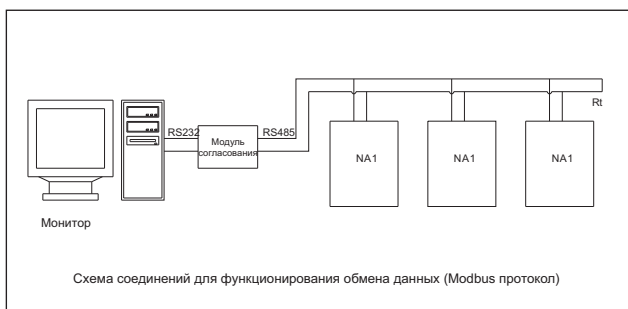 RS232
Модуль
согласования
RS485
Rt
NA1
NA1
NA1
Монитор
Схема соединений для функционирования обмена данных (Modbus протокол)